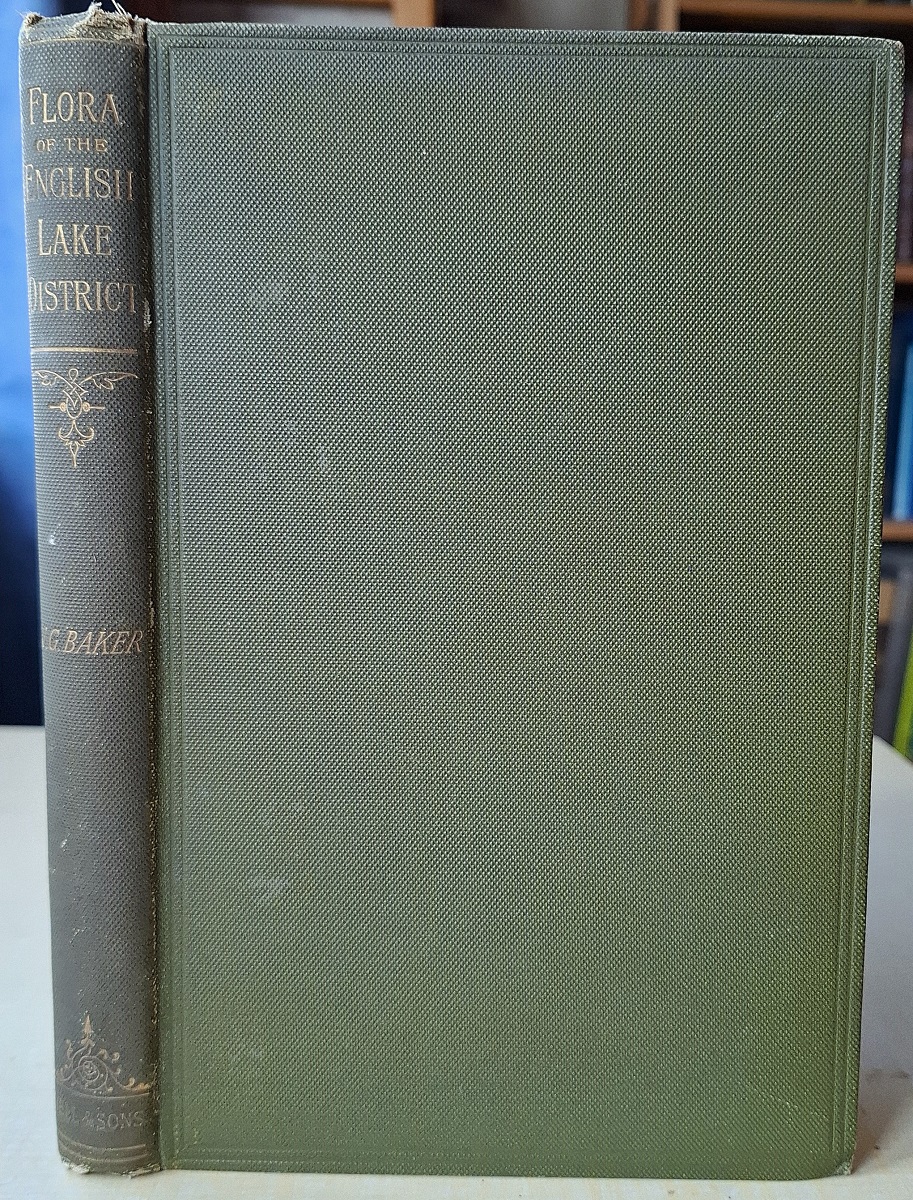 FLORA
OF THE
ENGLISH
LAKE
DISTRICT
.G. BAKER
& SONS